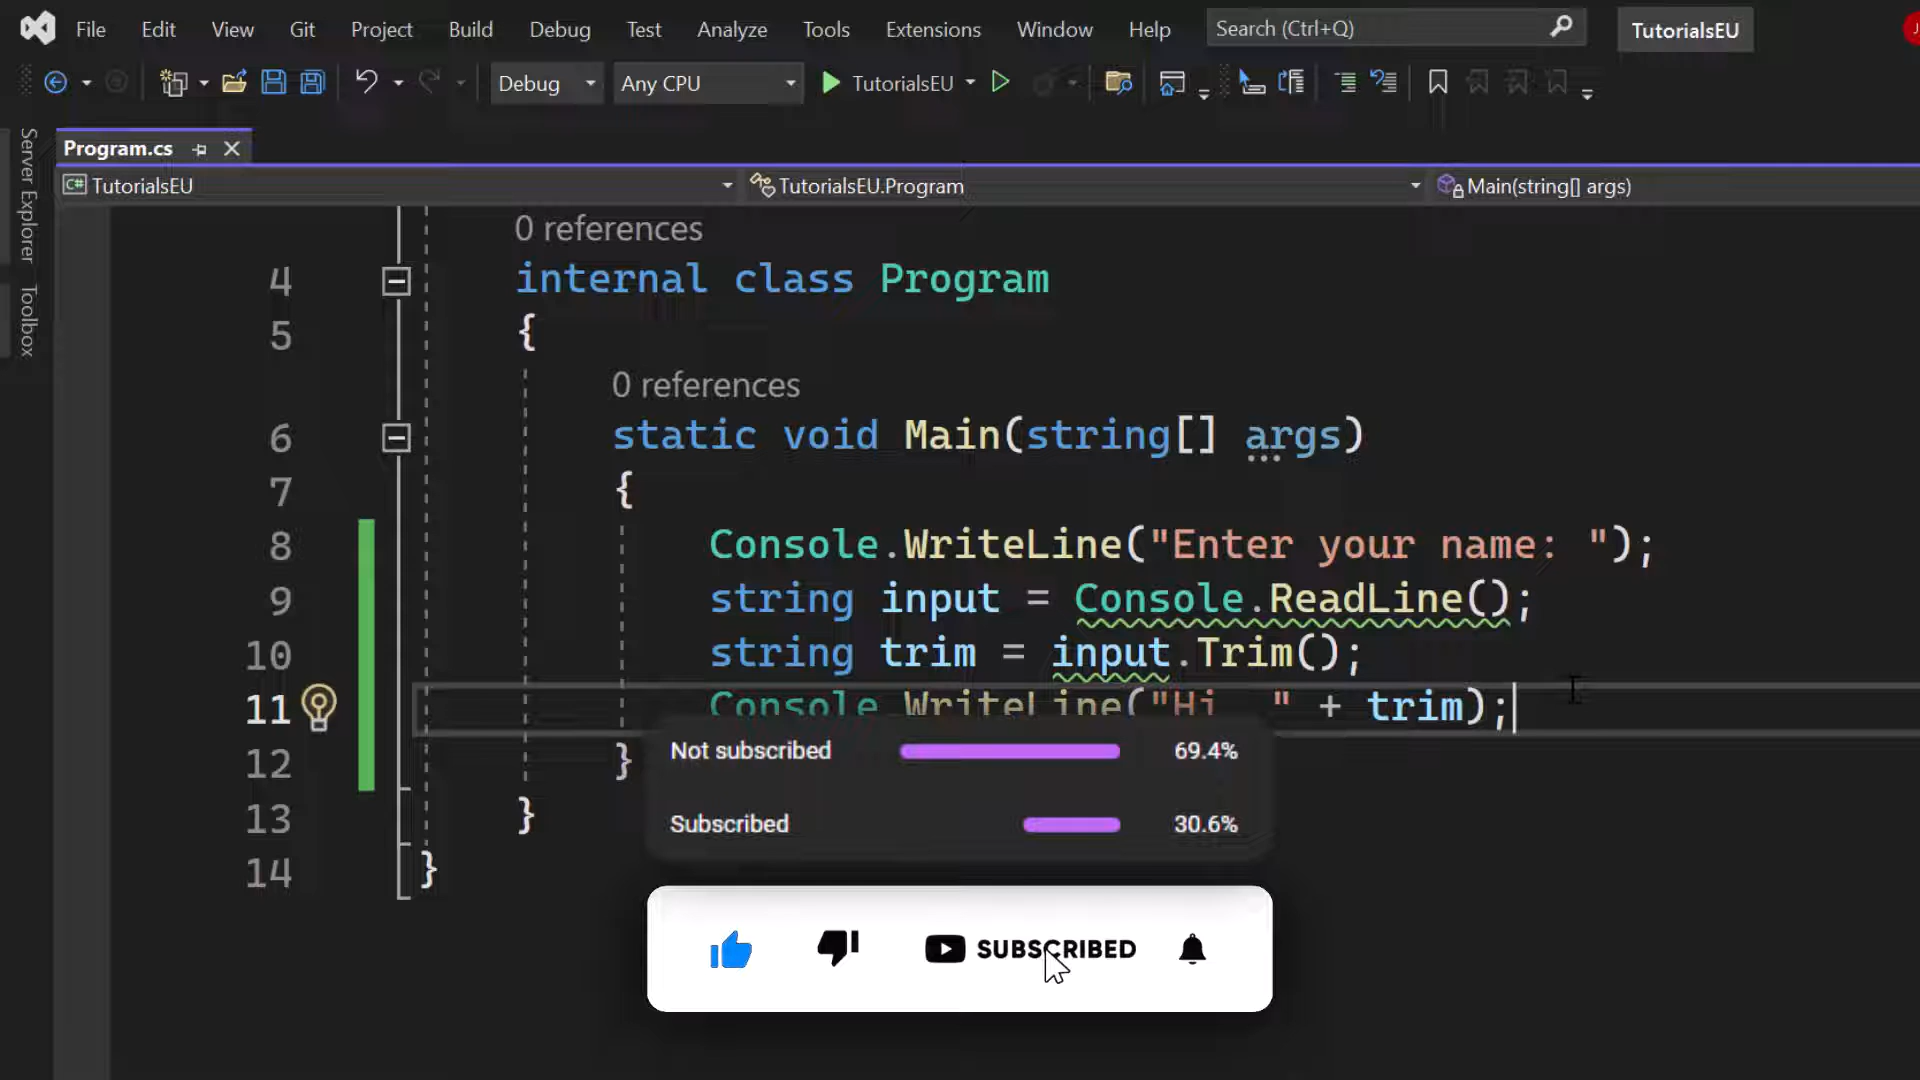 File Edit View Git Project Build Debug Test Tools Analyze Extensions Window Help Search (Ctrl+Q) TutorialsEU J
Debug Any CPU TutorialsEU
Server Explorer
Toolbox
Program.cs
C# TutorialsEU TutorialsEU.Program Main(string[] args)
0 references
4 internal class Program
5 {
0 references
6 static void Main(string[] args)
7 {
8 Console.WriteLine("Enter your name: ");
9 string input = Console.ReadLine();
10 string trim = input.Trim();
11 Console WriteLine("Hi  " + trim);
12 }
13 }
14 }
Not subscribed 69.4%
Subscribed 30.6%
SUBSCRIBED